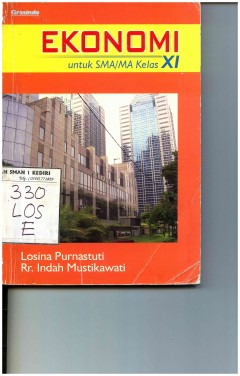 Grasindo
EKONOMI
untuk SMA/MA Kelas XI
SMAN 1 KEDIRI
330
LOS
E
Losina Purnastuti
Rr. Indah Mustikawati